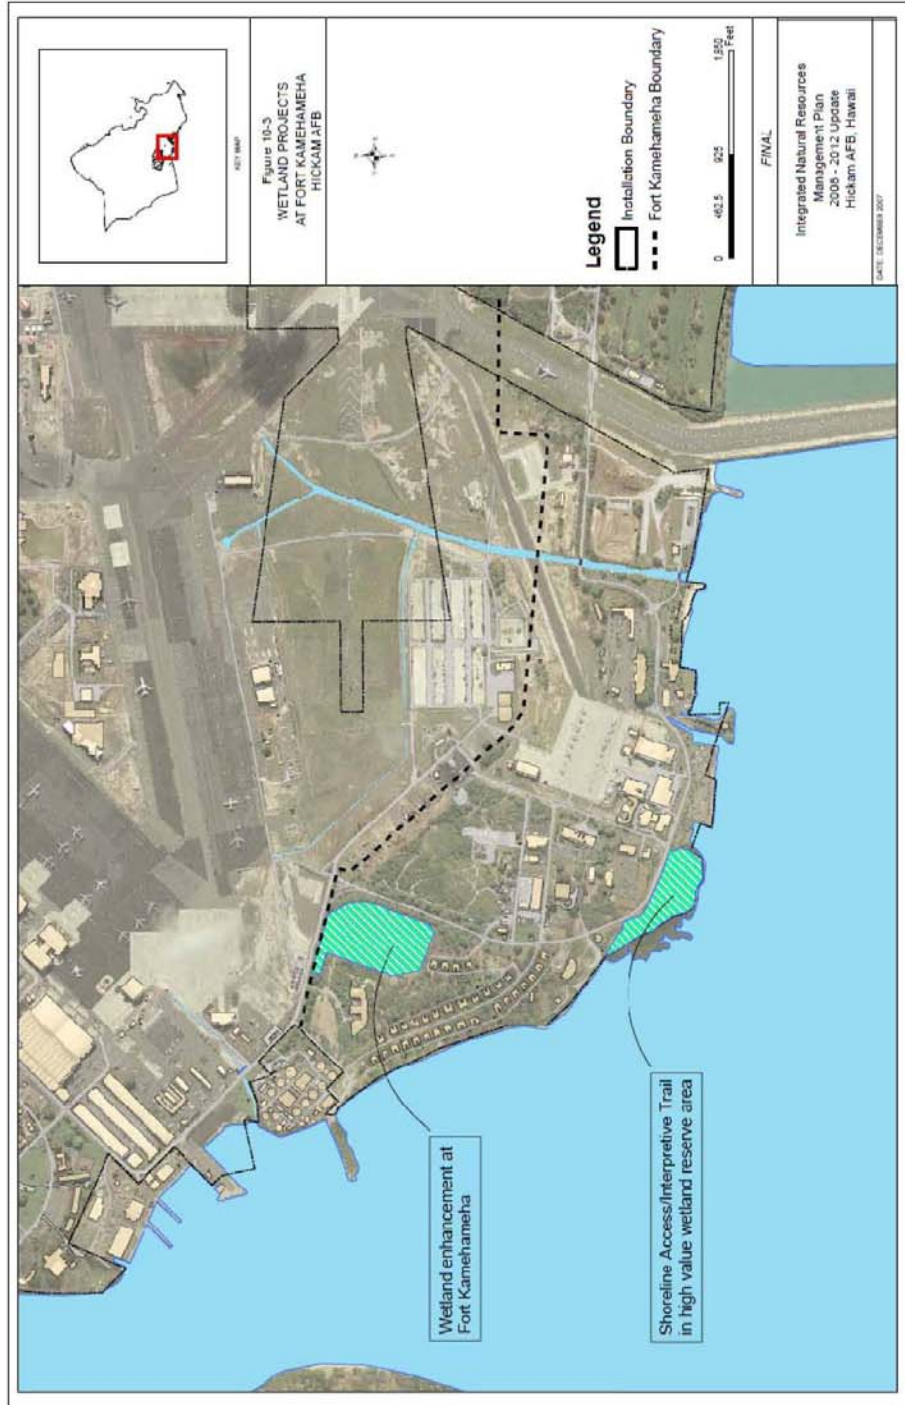 KEY MAP
Figure 10-3
WETLAND PROJECTS
AT FORT KAMEHAMEHA
HICKAM AFB
Legend
Installation Boundary
Fort Kamehameha Boundary
0 462.5 925 1,850
Feet
FINAL
Integrated Natural Resources
Management Plan
2008 - 2012 Update
Hickam AFB, Hawaii
DATE: DECEMBER 2007
Wetland enhancement at
Fort Kamehameha
Shoreline Access/Interpretive Trail
in high value wetland reserve area